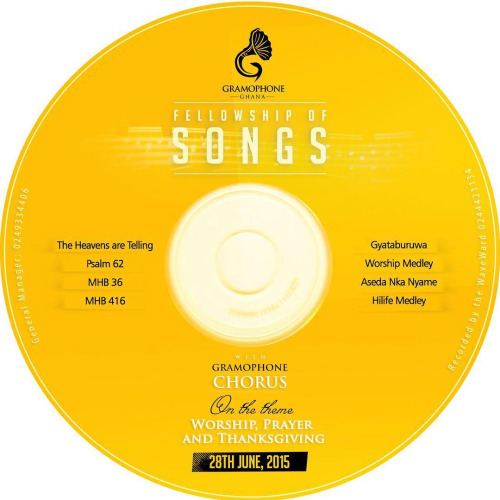 GRAMOPHONE
GHANA
FELLOWSHIP OF
SONGS
The Heavens are Telling
Psalm 62
MHB 36
MHB 416
Gyataburuwa
Worship Medley
Aseda Nka Nyame
Hilife Medley
General Manager: 0249334406
Recorded by the WaveWard 0244421154
WITH
GRAMOPHONE
CHORUS
On the theme
WORSHIP, PRAYER
AND THANKSGIVING
28TH JUNE, 2015